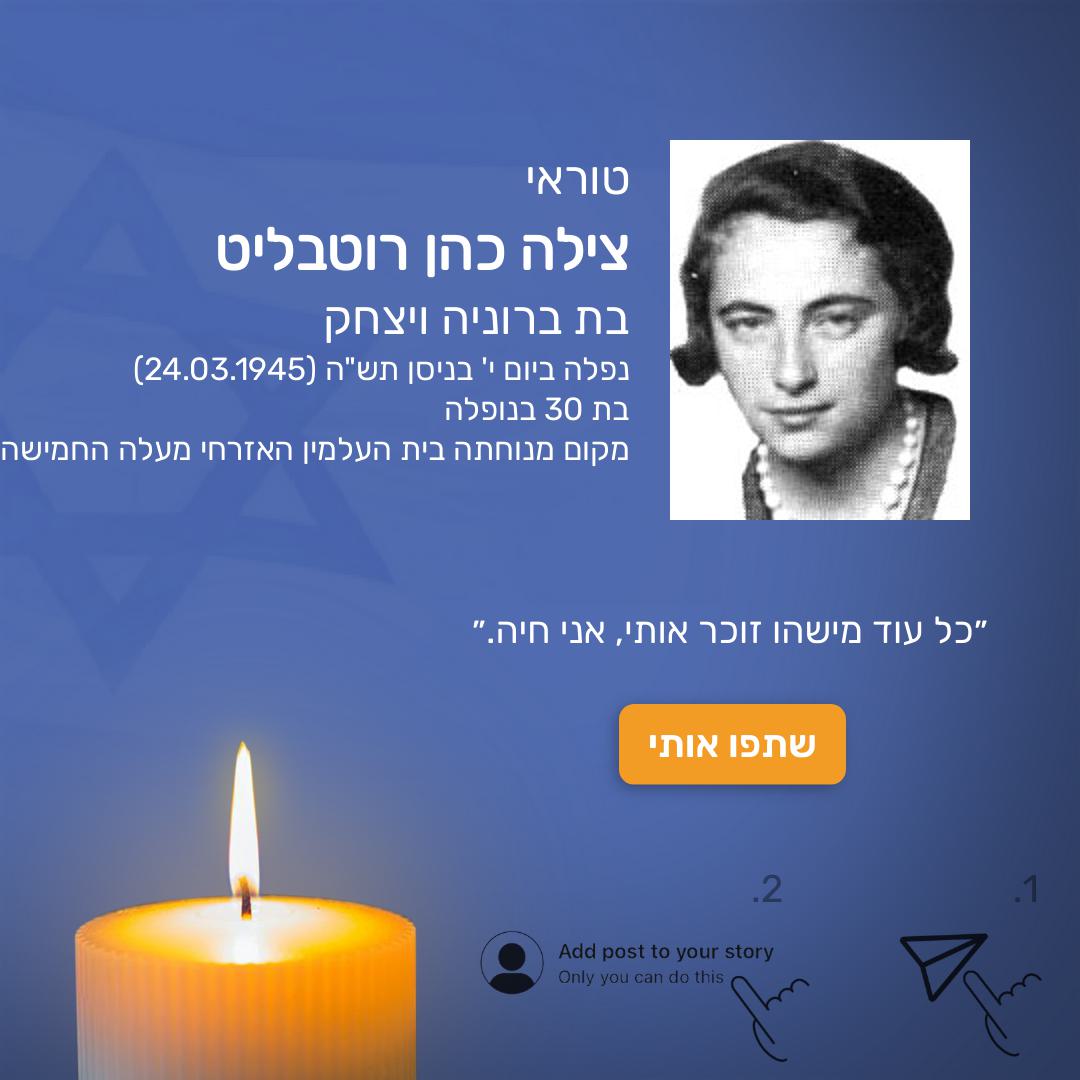 טוראי
צילה כהן רוטבליט
בת ברוניה ויצחק
נפלה ביום י' בניסן תש"ה (24.03.1945)
בת 30 בנופלה
מקום מנוחתה בית העלמין האזרחי מעלה החמישה
״כל עוד מישהו זוכר אותי, אני חיה.״
שתפו אותי
.1
.2
Add post to your story
Only you can do this